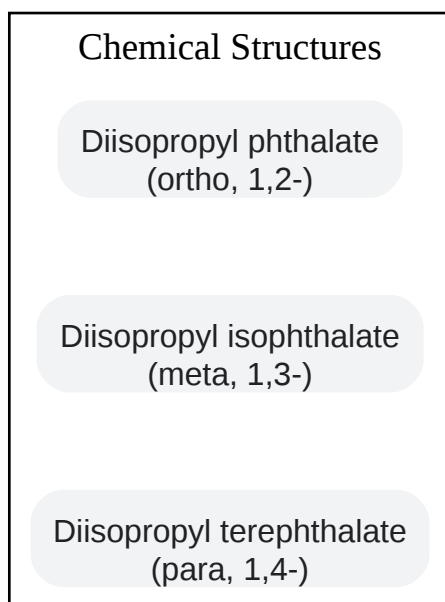 Chemical Structures
Diisopropyl phthalate
(ortho, 1,2-)
Diisopropyl isophthalate
(meta, 1,3-)
Diisopropyl terephthalate
(para, 1,4-)